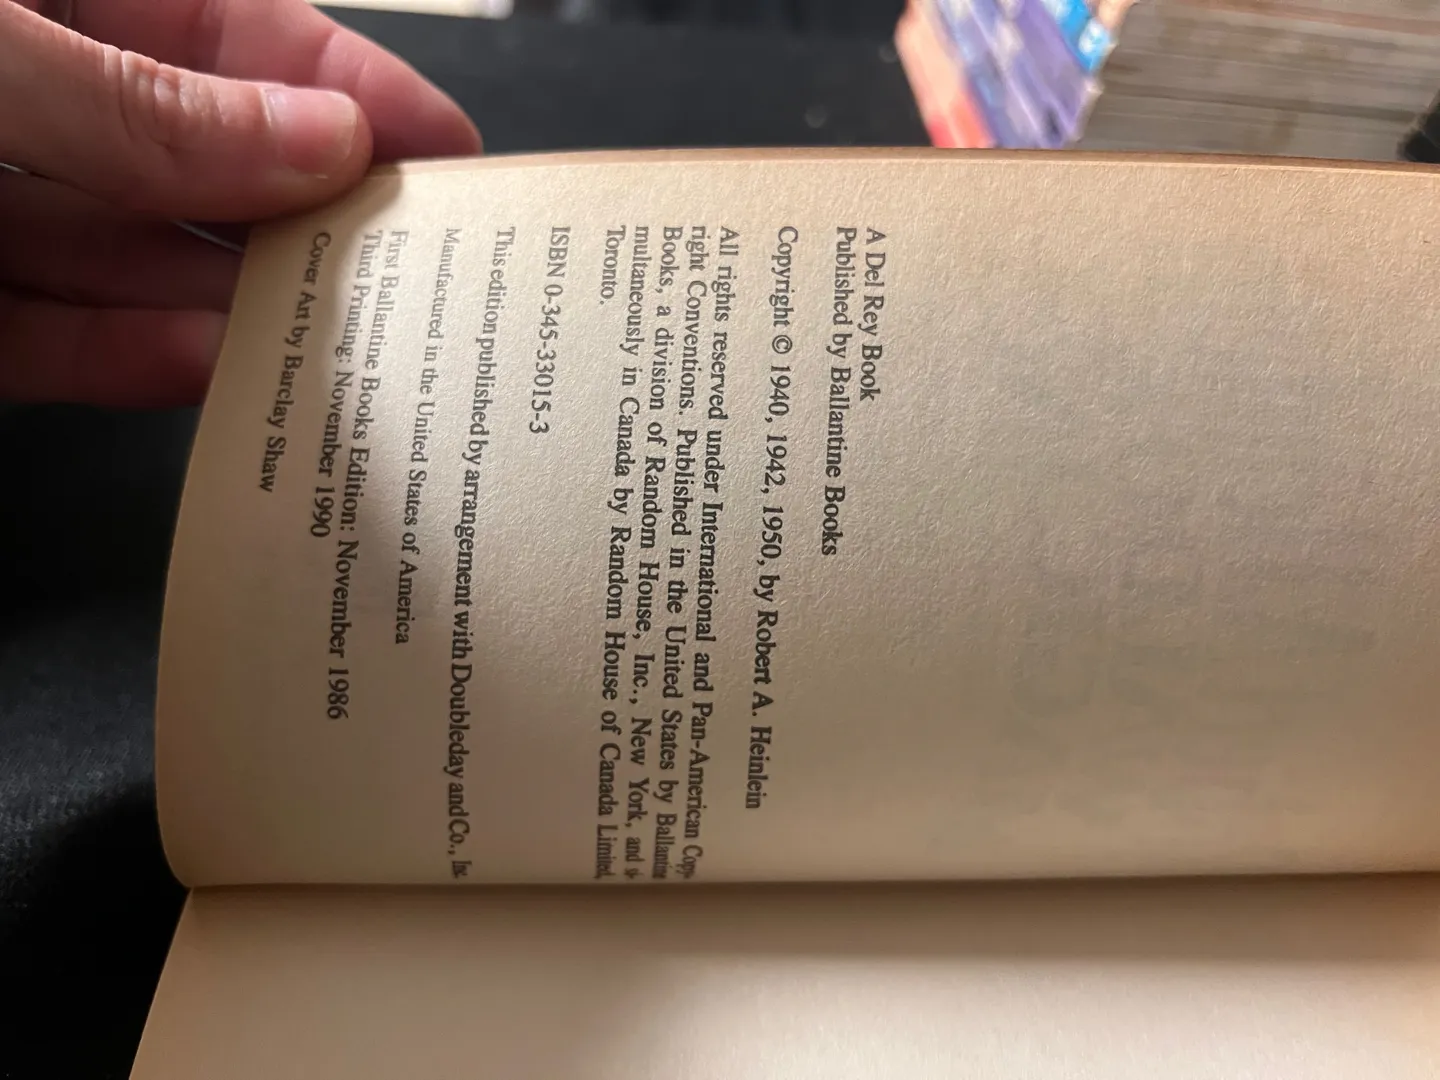 A Del Rey Book
Published by Ballantine Books
Copyright © 1940, 1942, 1950, by Robert A. Heinlein
All rights reserved under International and Pan-American Copy-
right Conventions. Published in the United States by Ballantine
Books, a division of Random House, Inc., New York, and si-
multaneously in Canada by Random House of Canada Limited,
Toronto.
ISBN 0-345-33015-3
This edition published by arrangement with Doubleday and Co., Inc.
Manufactured in the United States of America
First Ballantine Books Edition: November 1986
Third Printing: November 1990
Cover Art by Barclay Shaw